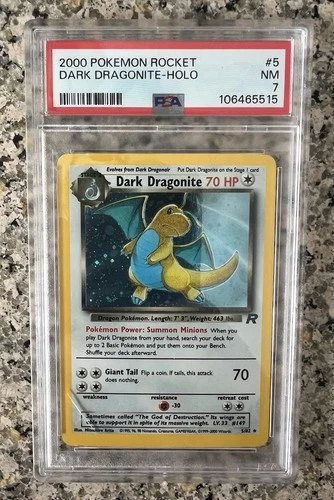 2000 POKEMON ROCKET #5
DARK DRAGONITE-HOLO NM
7
PSA 106465515
Evolves from Dark Dragonair Put Dark Dragonite on the Stage 1 card
Dark Dragonite 70 HP
Dragon Pokémon. Length: 7' 3", Weight: 463 lbs.
R
Pokémon Power: Summon Minions When you
play Dark Dragonite from your hand, search your deck for
up to 2 Basic Pokémon and put them onto your Bench.
Shuffle your deck afterward.
Giant Tail Flip a coin. If tails, this attack 70
does nothing.
weakness resistance retreat cost
-30
Sometimes called "The God of Destruction." Its wings are
able to support it in spite of its massive weight. LV. 33 #149
5/82